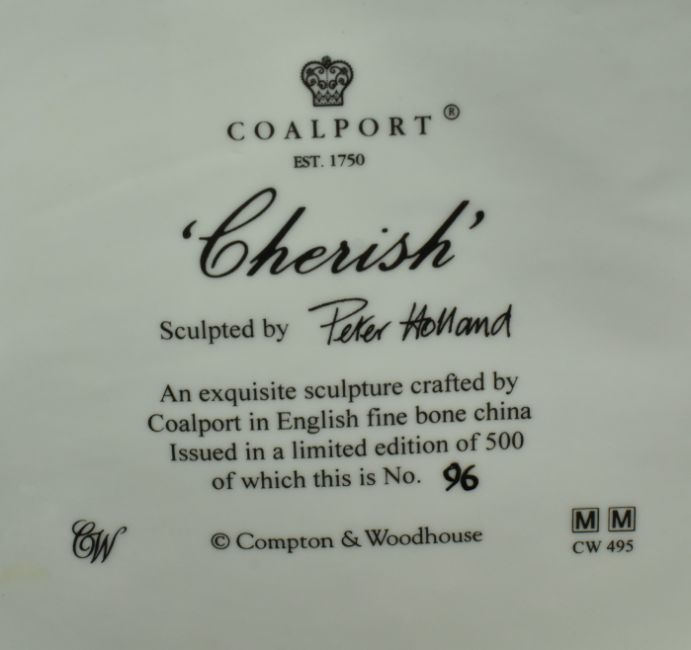 COALPORT®
EST. 1750
'Cherish'
Sculpted by Peter Holland
An exquisite sculpture crafted by
Coalport in English fine bone china
Issued in a limited edition of 500
of which this is No. 96
CW © Compton & Woodhouse M M
CW 495